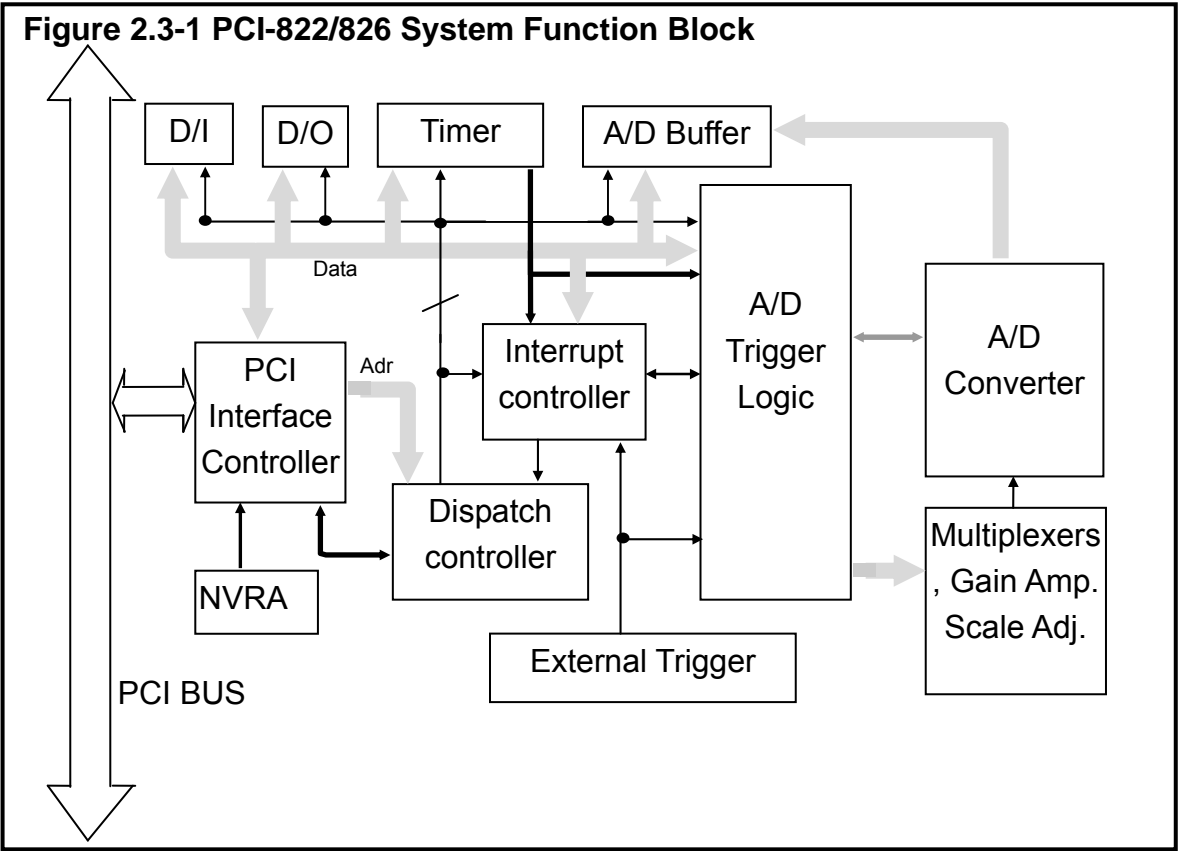 Figure 2.3-1 PCI-822/826 System Function Block
D/I
D/O
Timer
A/D Buffer
Data
A/D
Trigger
Logic
A/D
Converter
Interrupt
controller
PCI
Interface
Controller
Adr
Dispatch
controller
Multiplexers
, Gain Amp.
Scale Adj.
NVRA
External Trigger
PCI BUS